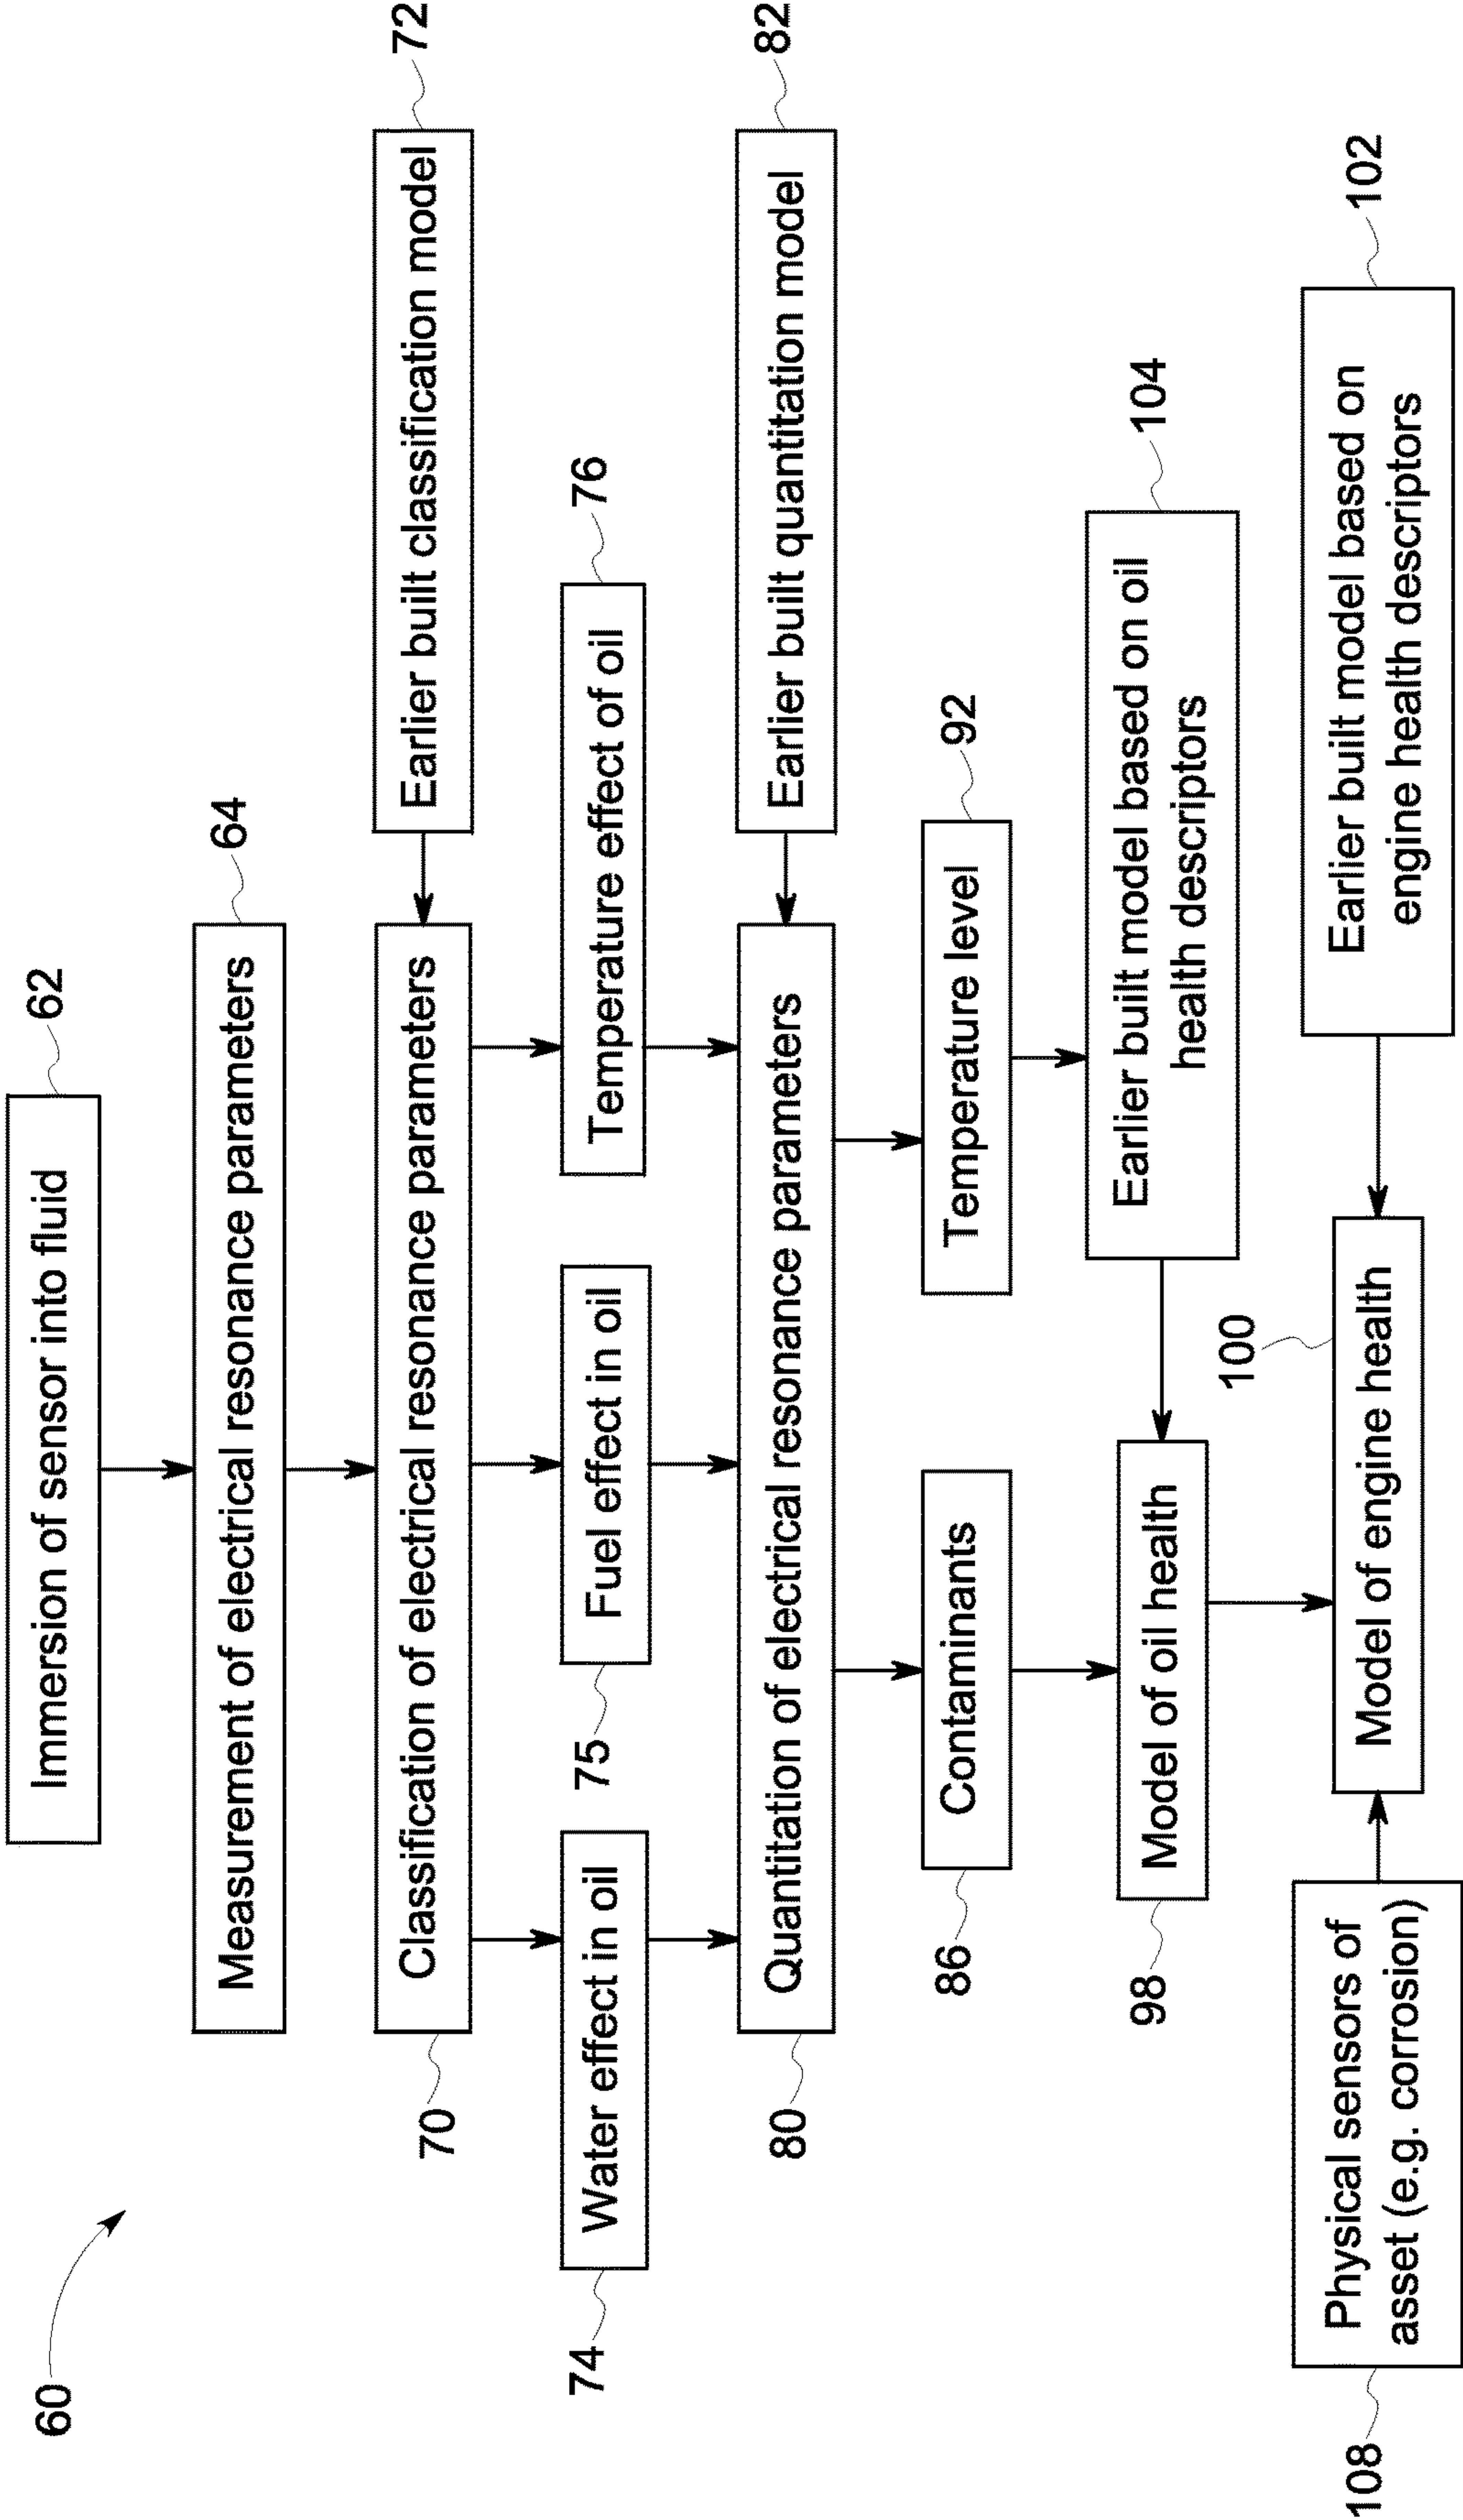 60
Immersion of sensor into fluid
62
Measurement of electrical resonance parameters
64
70
Classification of electrical resonance parameters
Earlier built classification model
72
74
Water effect in oil
75
Fuel effect in oil
Temperature effect of oil
76
80
Quantitation of electrical resonance parameters
Earlier built quantitation model
82
86
Contaminants
Temperature level
92
98
Model of oil health
Earlier built model based on oil
health descriptors
104
108
Physical sensors of
asset (e.g. corrosion)
100
Model of engine health
Earlier built model based on
engine health descriptors
102